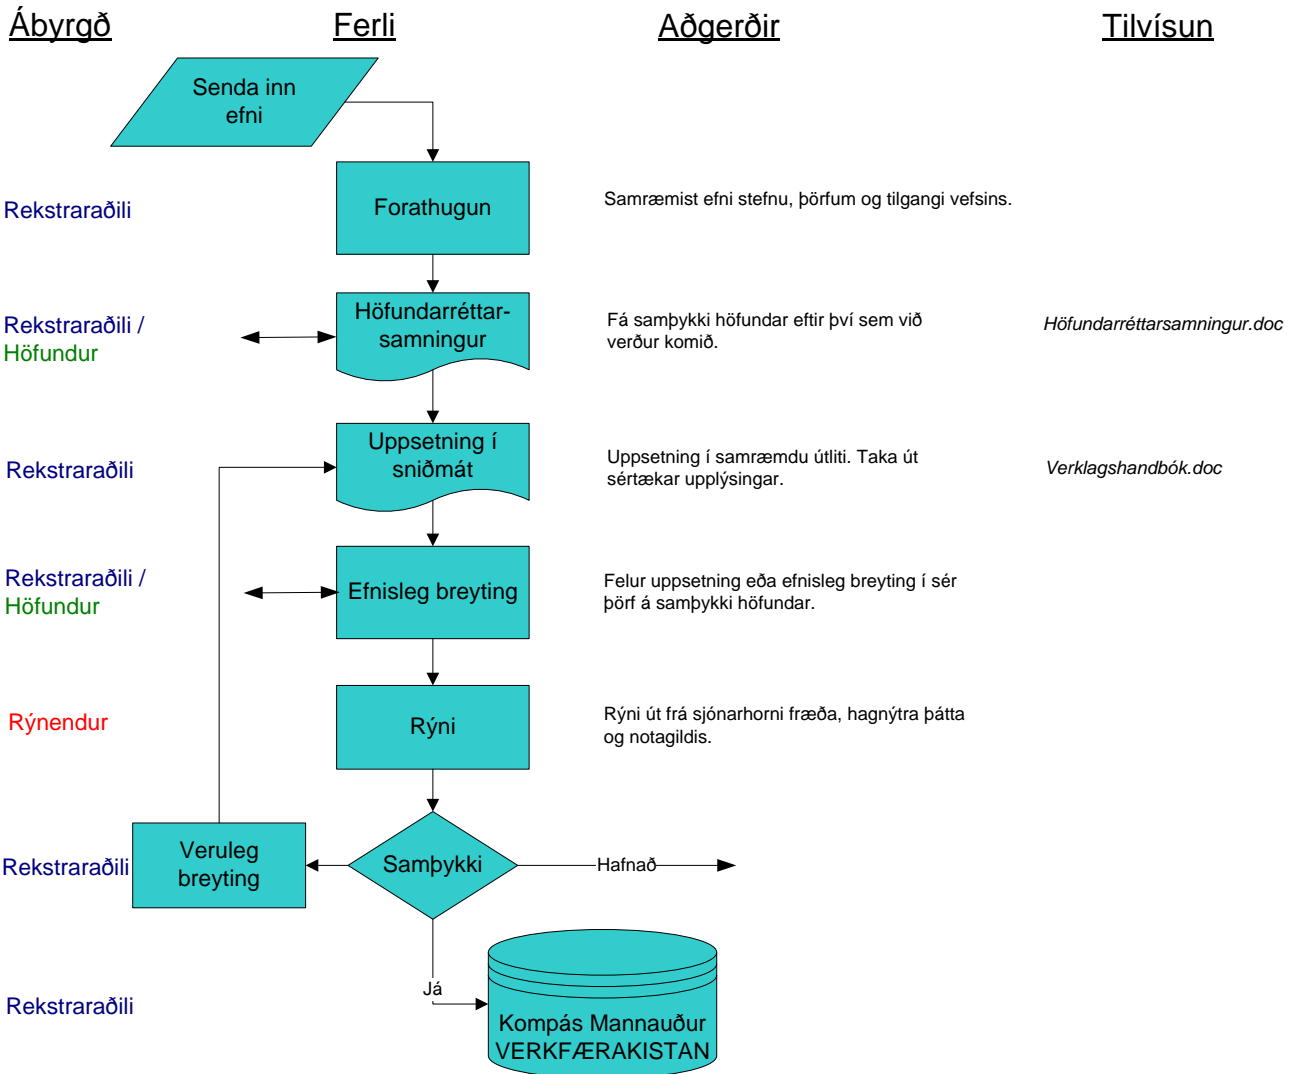 Ábyrgð
Ferli
Aðgerðir
Tilvísun
Senda inn
efni
Rekstraraðili
Forathugun
Samræmist efni stefnu, þörfum og tilgangi vefsins.
Rekstraraðili /
Höfundur
Höfundarréttar-
samningur
Fá samþykki höfundar eftir því sem við
verður komið.
Höfundarréttarsamningur.doc
Rekstraraðili
Uppsetning í
sniðmát
Uppsetning í samræmdu útliti. Taka út
sértækar upplýsingar.
Verklagshandbók.doc
Rekstraraðili /
Höfundur
Efnisleg breyting
Felur uppsetning eða efnisleg breyting í sér
þörf á samþykki höfundar.
Rýnendur
Rýni
Rýni út frá sjónarhorni fræða, hagnýtra þátta
og notagildis.
Rekstraraðili
Veruleg
breyting
Samþykki
Hafnað
Já
Rekstraraðili
Kompás Mannauður
VERKFÆRAKISTAN